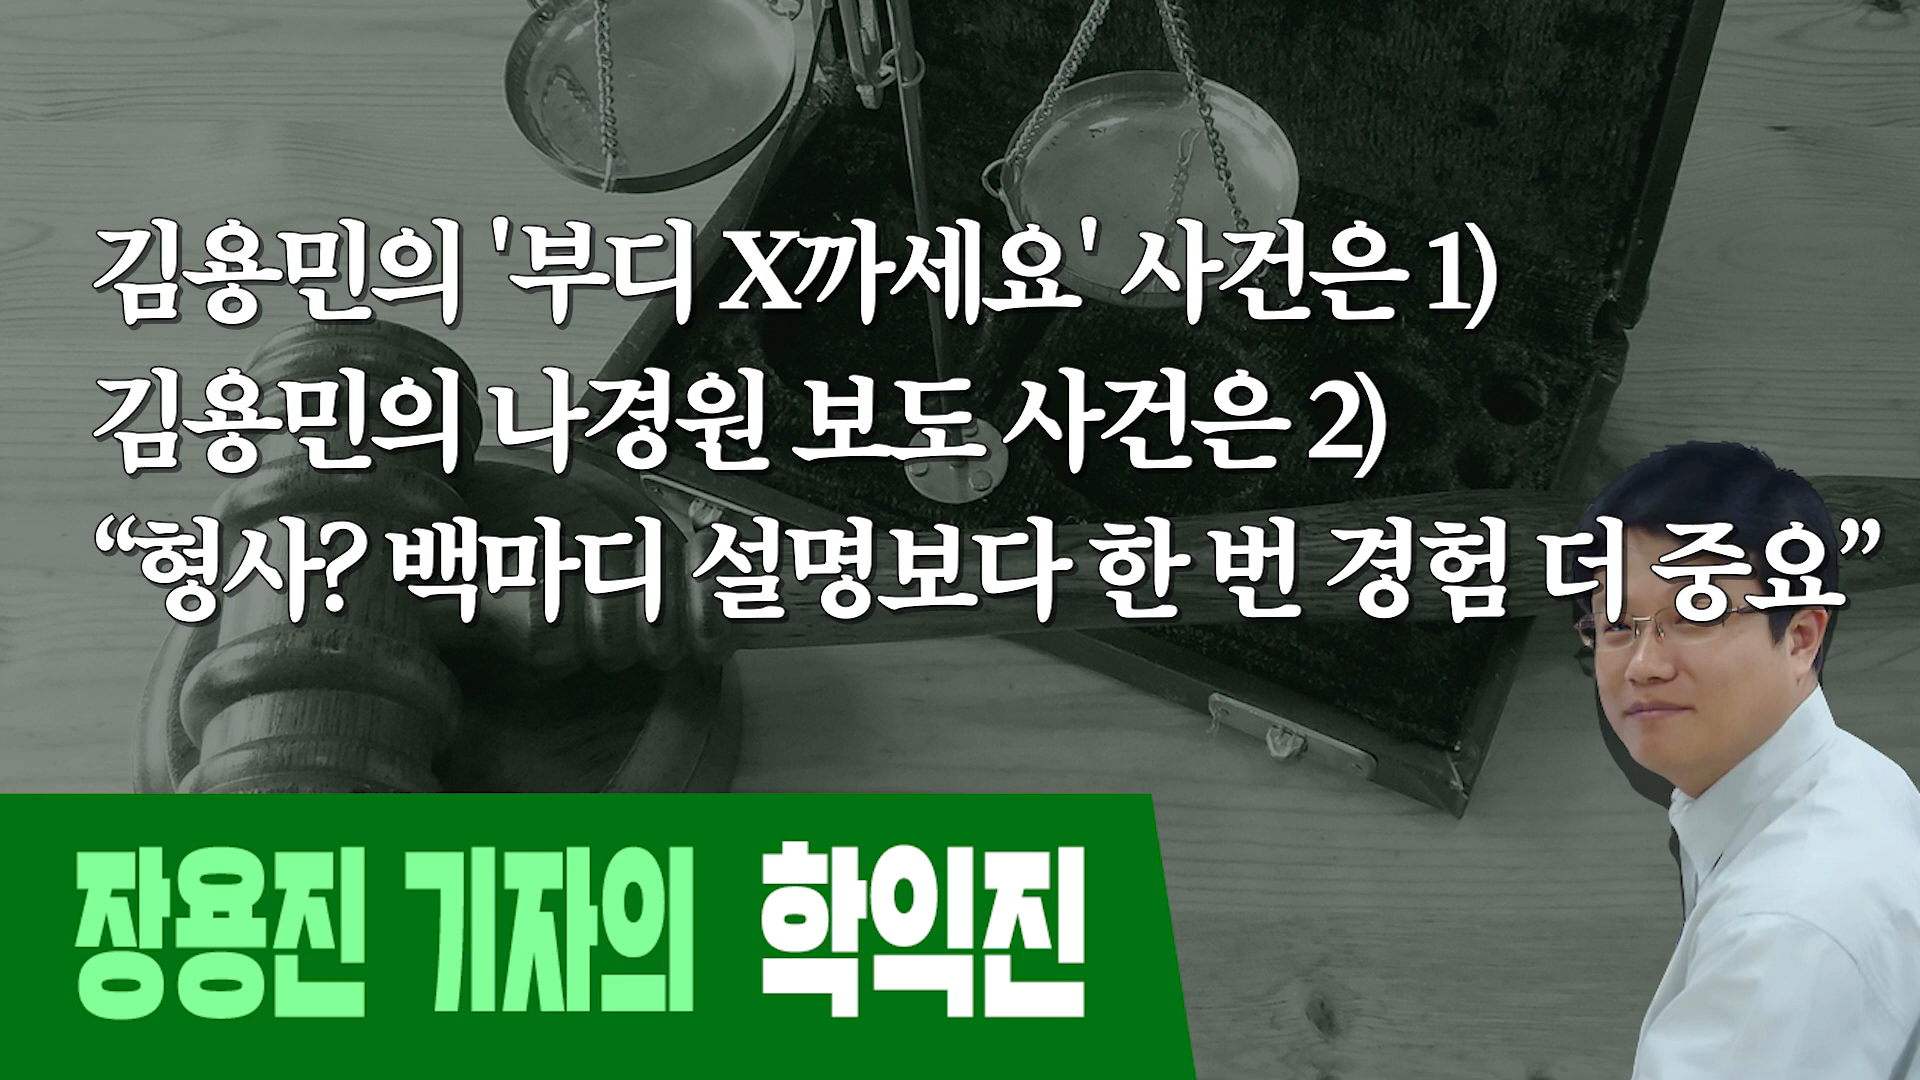 김용민의 '부디 X까세요' 사건은 1)
김용민의 나경원 보도 사건은 2)
“형사? 백마디 설명보다 한 번 경험 더 중요”
장용진 기자의 학익진